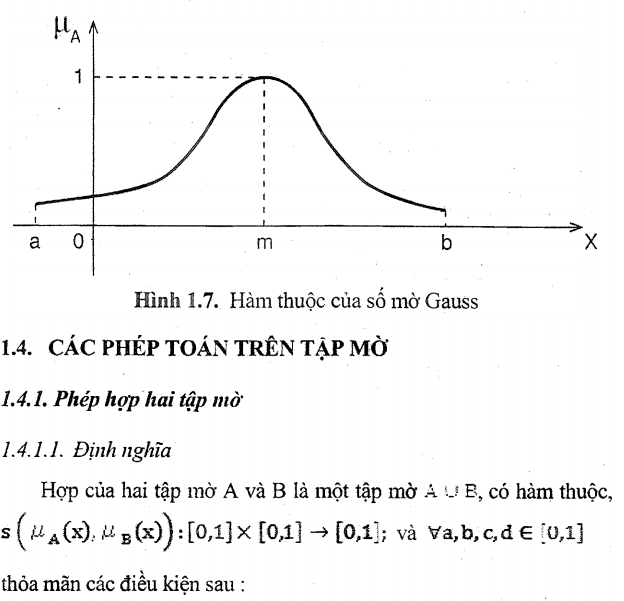 μA
1
a 0 m b X
Hình 1.7. Hàm thuộc của số mờ Gauss
1.4. CÁC PHÉP TOÁN TRÊN TẬP MỜ
1.4.1. Phép hợp hai tập mờ
1.4.1.1. Định nghĩa
Hợp của hai tập mờ A và B là một tập mờ A ∪ B, có hàm thuộc,
s(μA(x), μB(x)):[0,1]×[0,1] → [0,1]; và ∀a,b,c,d ∈ [0,1]
thỏa mãn các điều kiện sau :